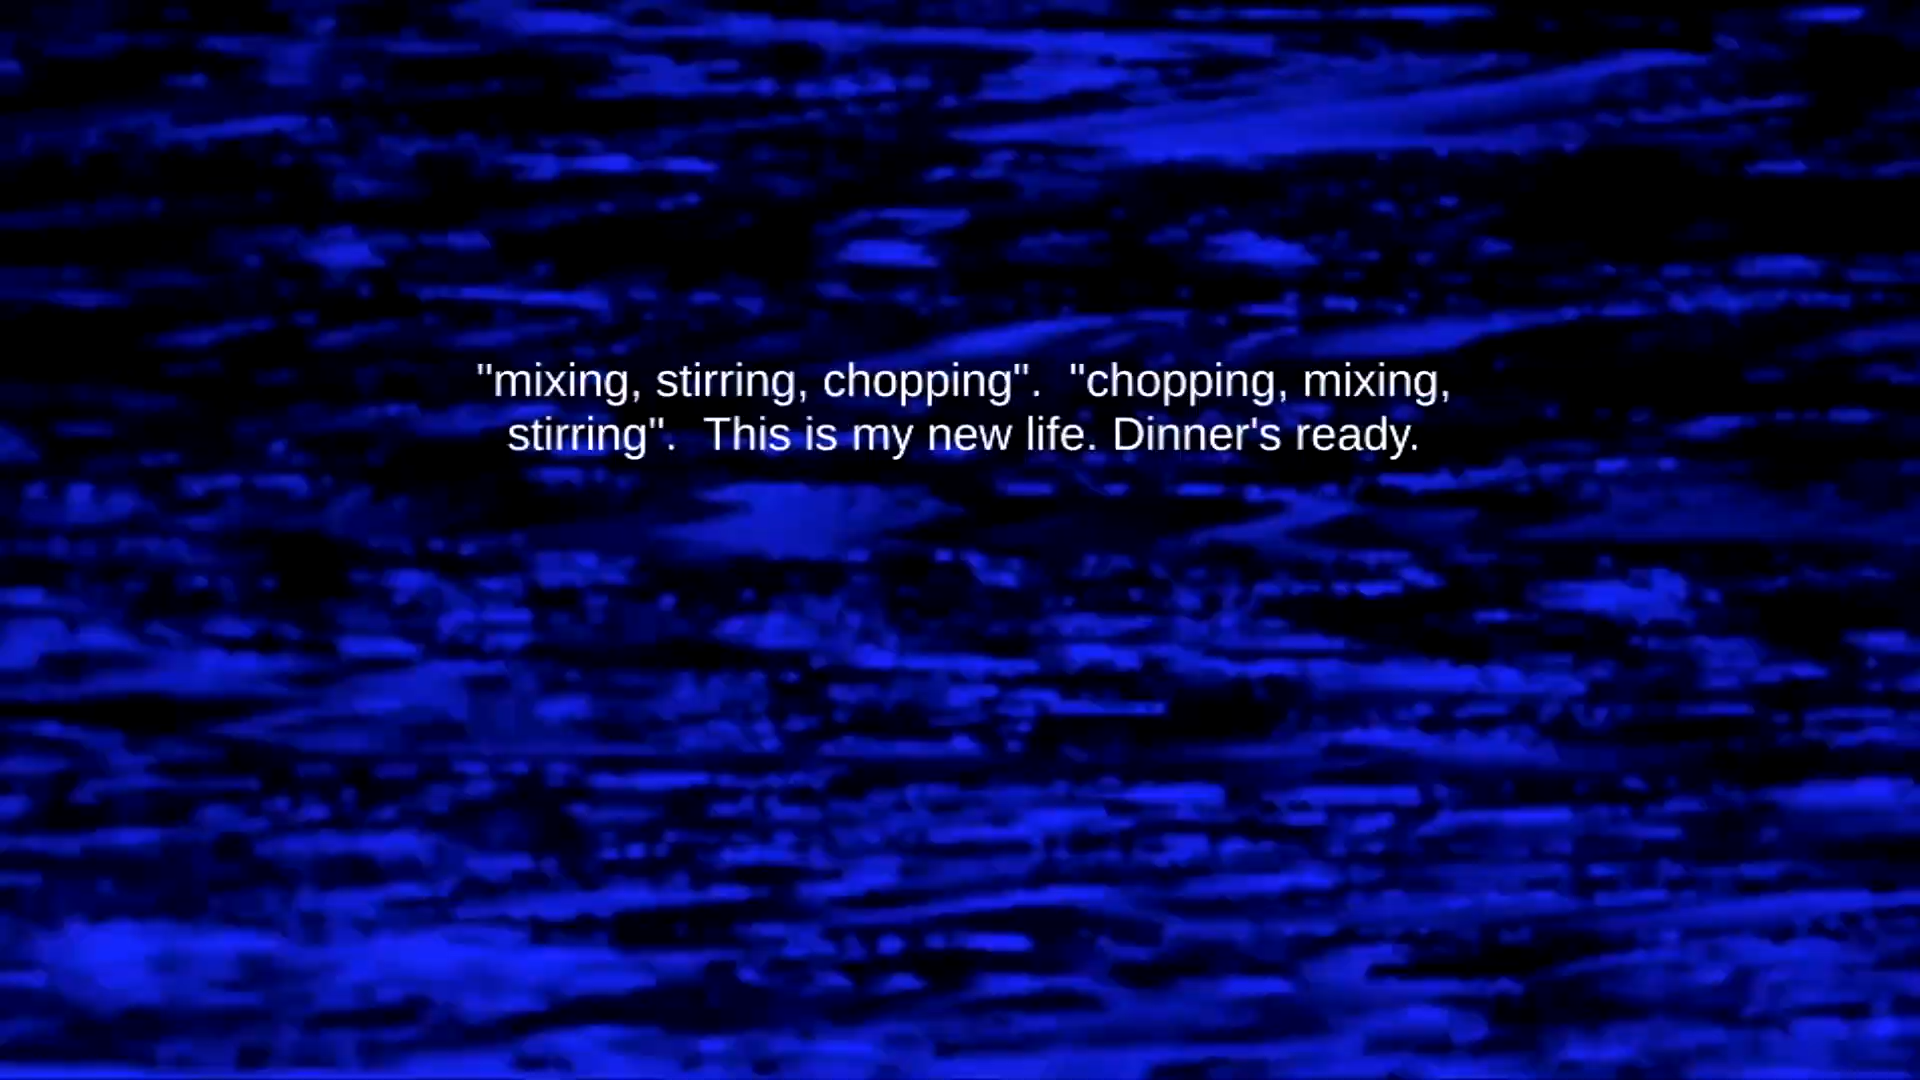 "mixing, stirring, chopping".  "chopping, mixing,
stirring".  This is my new life. Dinner's ready.